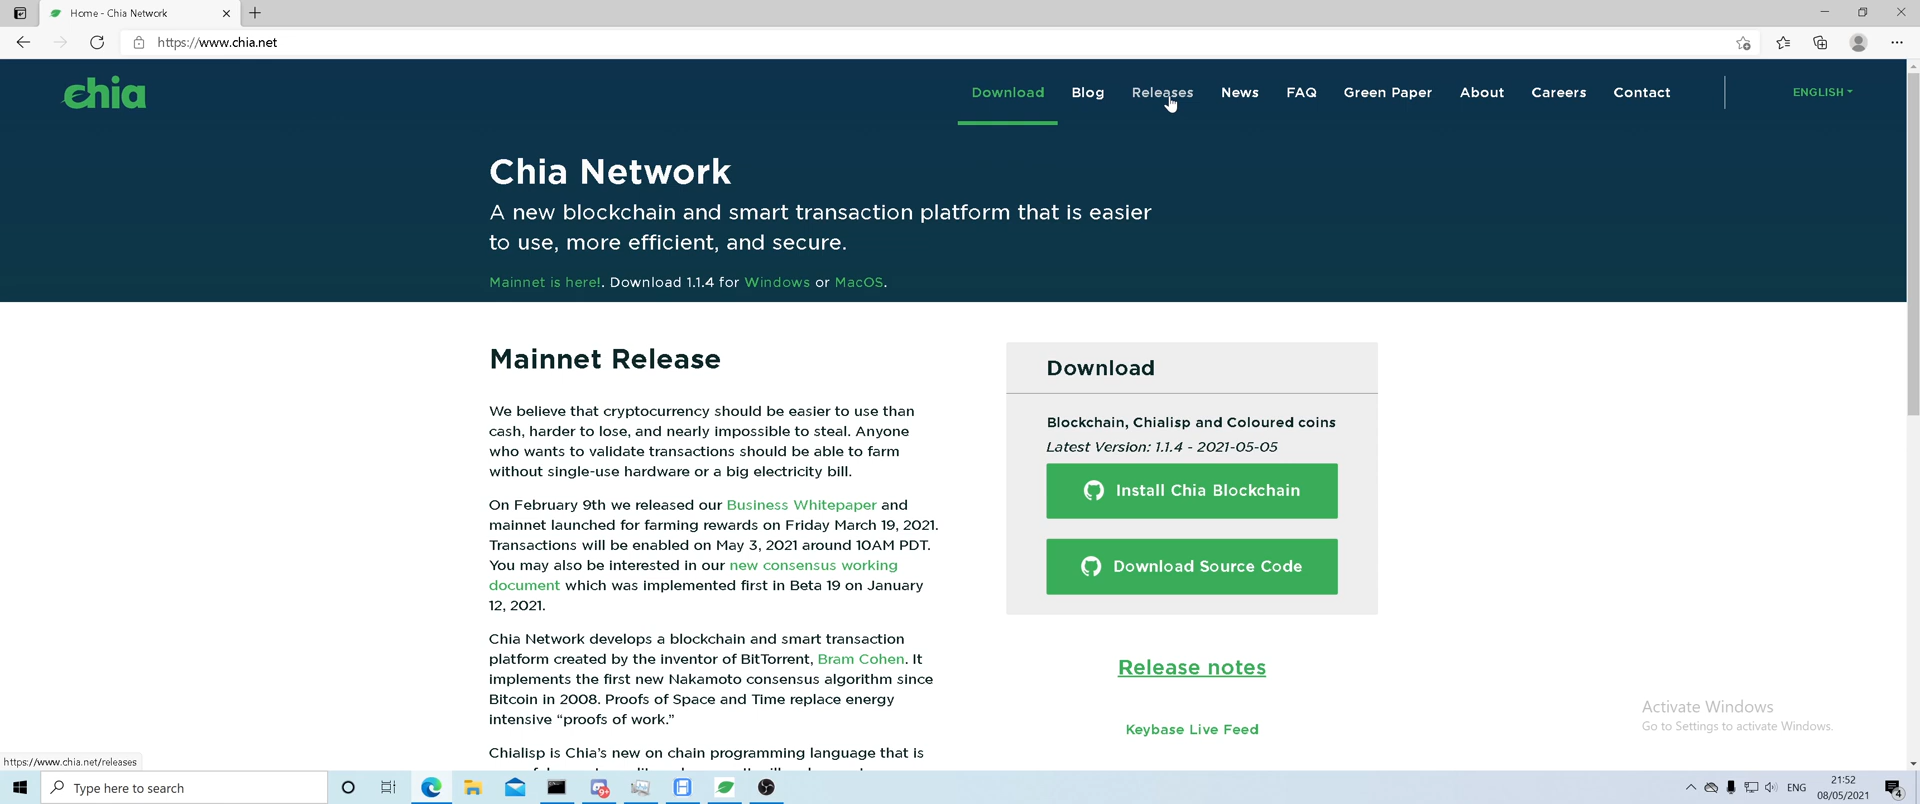 Home - Chia Network
https://www.chia.net
chia
Download Blog Releases News FAQ Green Paper About Careers Contact ENGLISH
Chia Network
A new blockchain and smart transaction platform that is easier
to use, more efficient, and secure.
Mainnet is here!. Download 1.1.4 for Windows or MacOS.
Mainnet Release
We believe that cryptocurrency should be easier to use than
cash, harder to lose, and nearly impossible to steal. Anyone
who wants to validate transactions should be able to farm
without single-use hardware or a big electricity bill.
On February 9th we released our Business Whitepaper and
mainnet launched for farming rewards on Friday March 19, 2021.
Transactions will be enabled on May 3, 2021 around 10AM PDT.
You may also be interested in our new consensus working
document which was implemented first in Beta 19 on January
12, 2021.
Chia Network develops a blockchain and smart transaction
platform created by the inventor of BitTorrent, Bram Cohen. It
implements the first new Nakamoto consensus algorithm since
Bitcoin in 2008. Proofs of Space and Time replace energy
intensive “proofs of work.”
Chialisp is Chia’s new on chain programming language that is
Download
Blockchain, Chialisp and Coloured coins
Latest Version: 1.1.4 - 2021-05-05
Install Chia Blockchain
Download Source Code
Release notes
Keybase Live Feed
Activate Windows
Go to Settings to activate Windows.
https://www.chia.net/releases
Type here to search
9+
ENG
21:52
08/05/2021
4